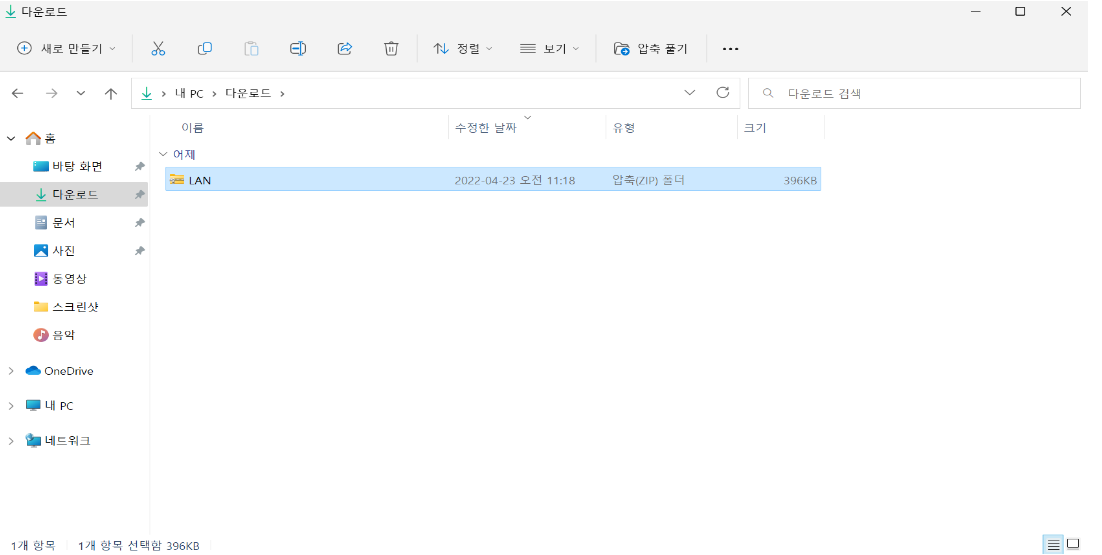 다운로드
새로 만들기 정렬 보기 압축 풀기 ...
내 PC 다운로드 다운로드 검색
이름 수정한 날짜 유형 크기
홈
어제
바탕 화면
LAN 2022-04-23 오전 11:18 압축(ZIP) 폴더 396KB
다운로드
문서
사진
동영상
스크린샷
음악
OneDrive
내 PC
네트워크
1개 항목 1개 항목 선택함 396KB